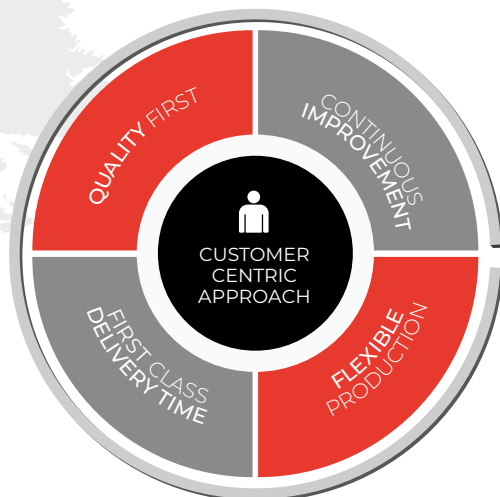 QUALITY FIRST
CONTINUOUS
IMPROVEMENT
CUSTOMER
CENTRIC
APPROACH
FIRST CLASS
DELIVERY TIME
FLEXIBLE
PRODUCTION